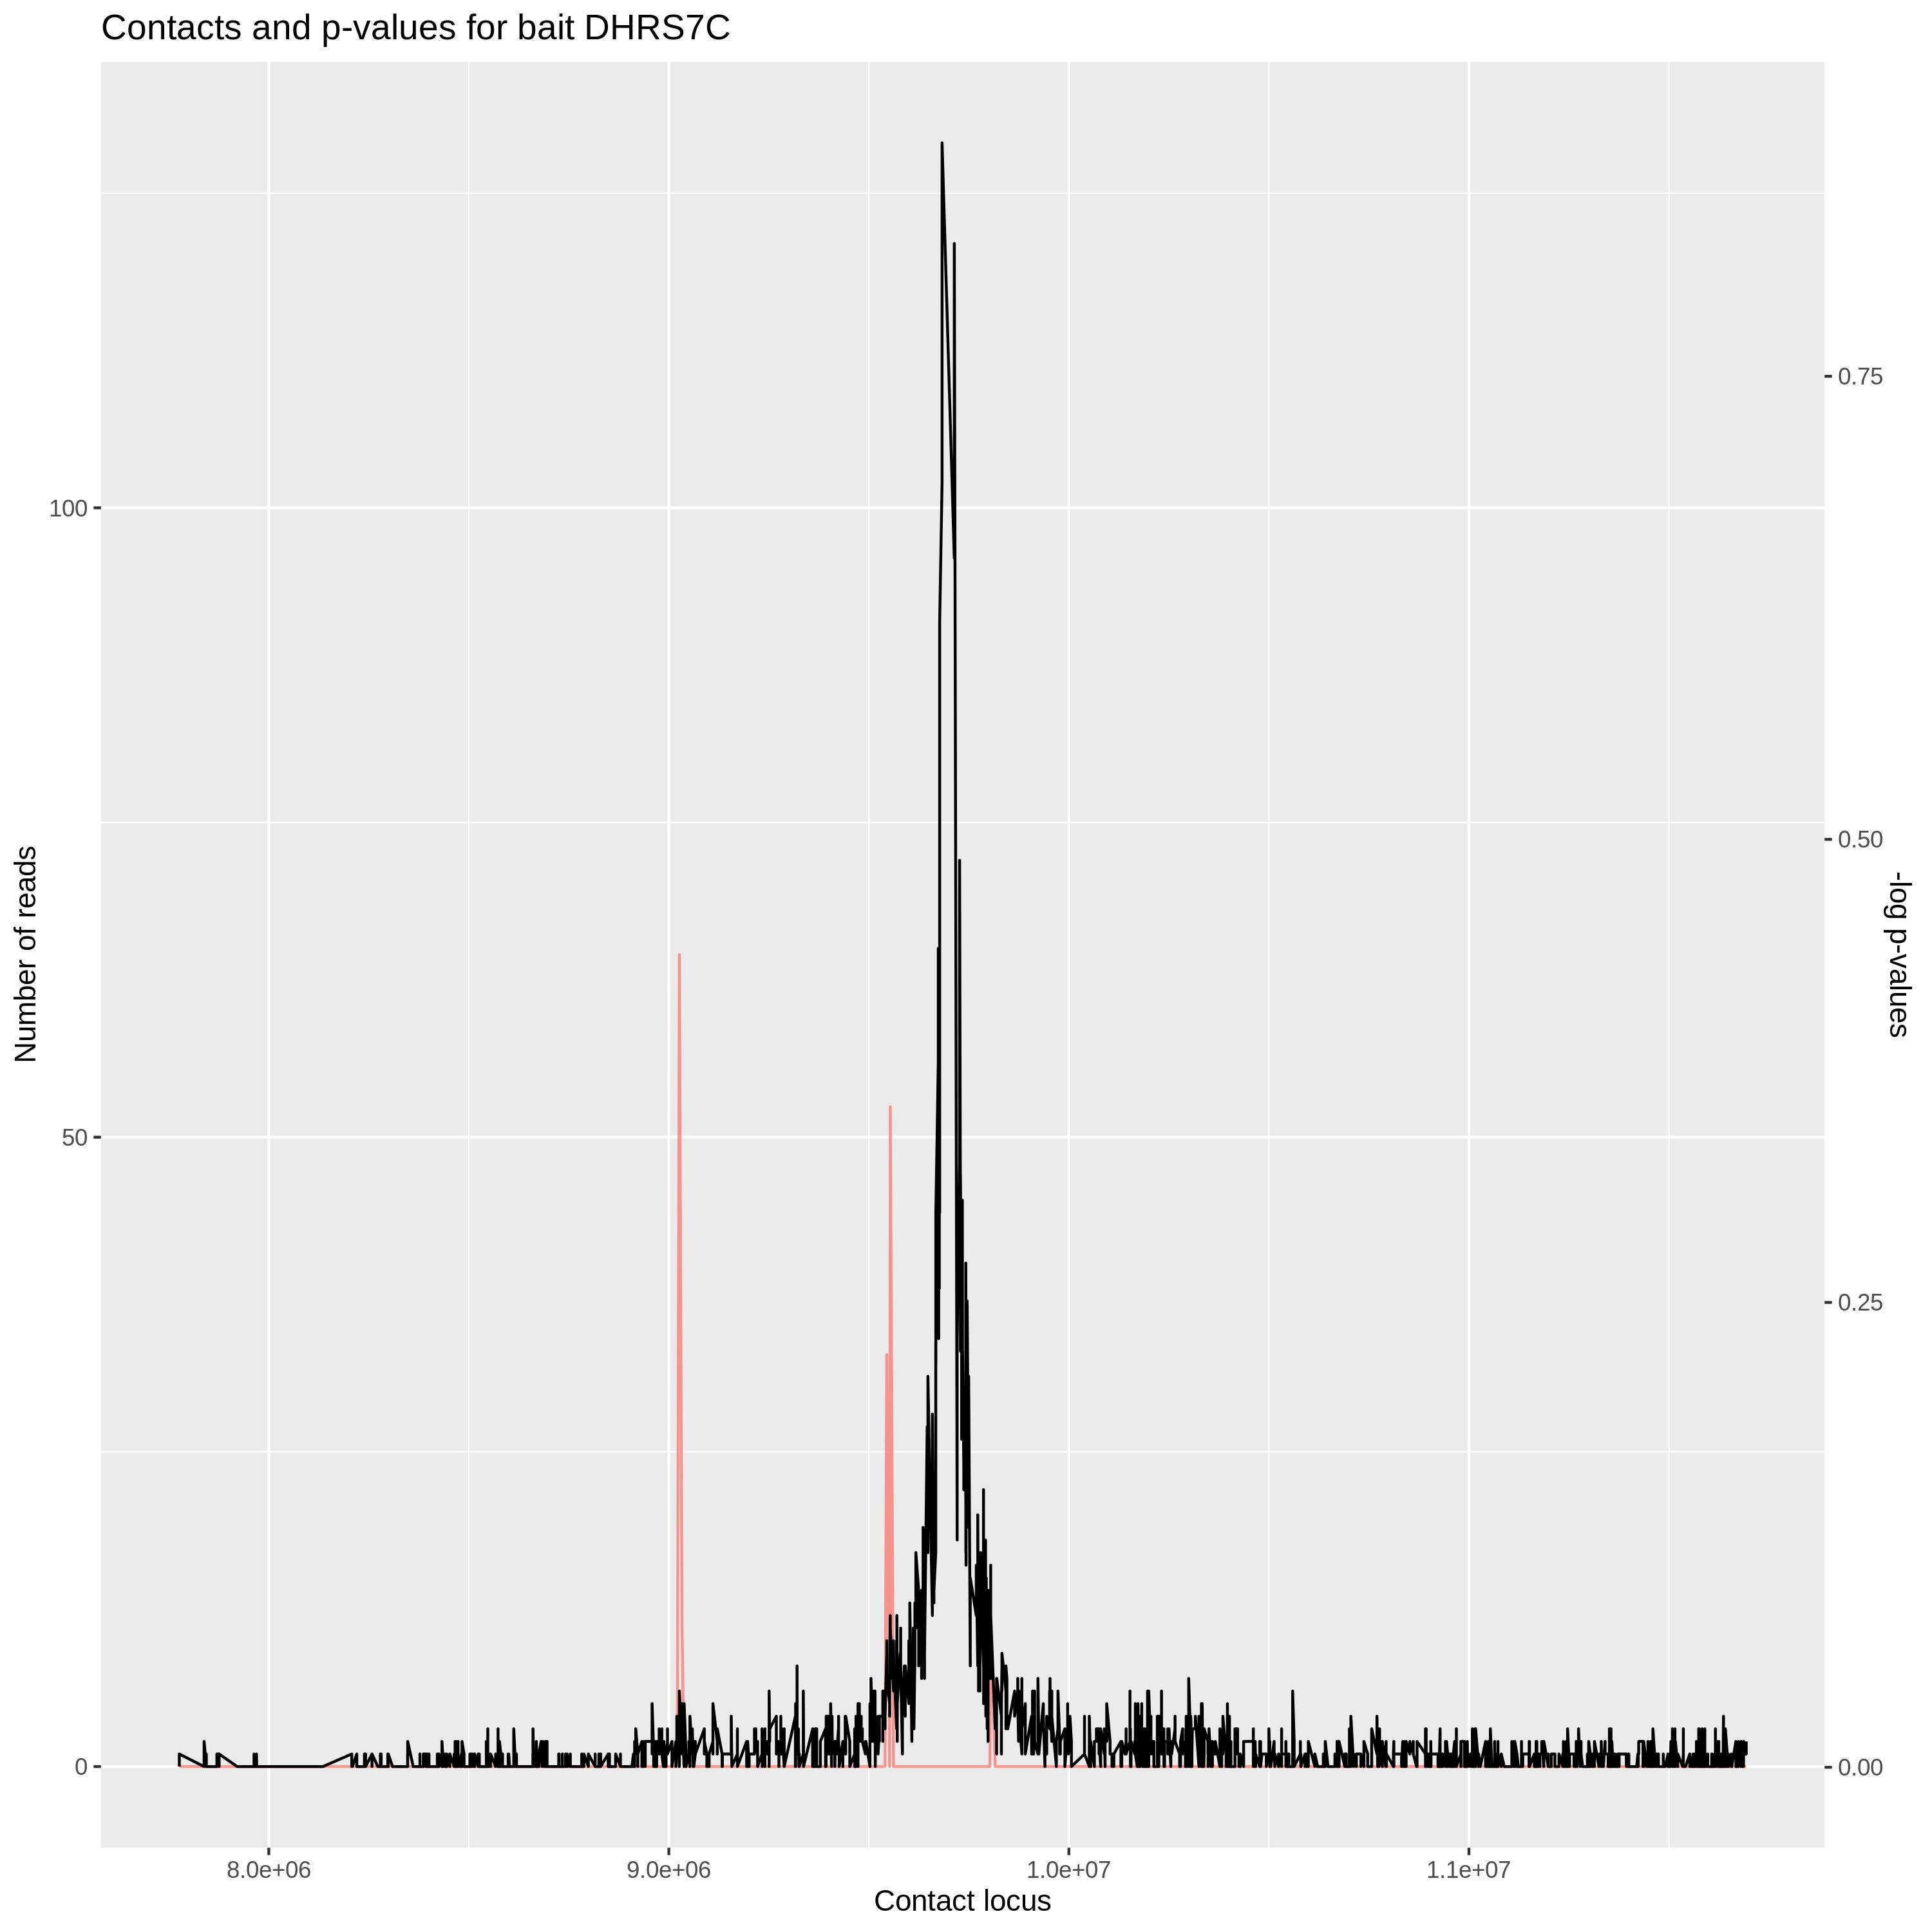 Contacts and p-values for bait DHRS7C
100
50
0
Number of reads
0.75
0.50
0.25
0.00
-log p-values
8.0e+06 9.0e+06 1.0e+07 1.1e+07
Contact locus